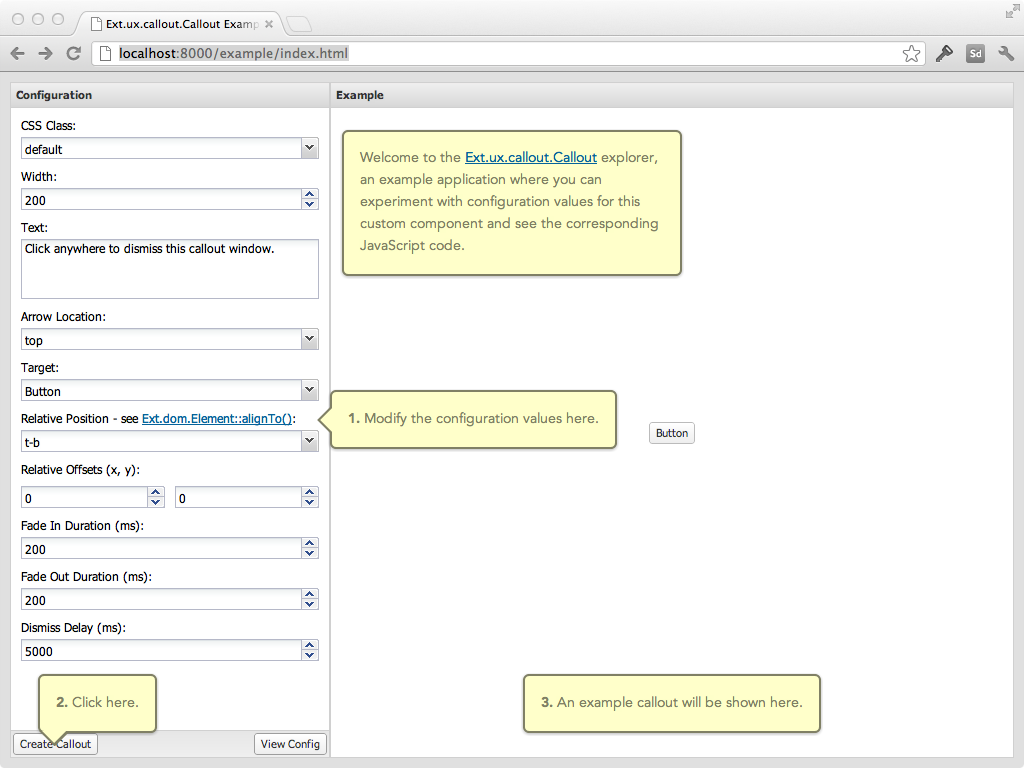 Ext.ux.callout.Callout Examp
localhost:8000/example/index.html
Sd
Configuration
Example
CSS Class:
default
Width:
200
Text:
Click anywhere to dismiss this callout window.
Arrow Location:
top
Target:
Button
Relative Position - see Ext.dom.Element::alignTo():
t-b
Relative Offsets (x, y):
0
0
Fade In Duration (ms):
200
Fade Out Duration (ms):
200
Dismiss Delay (ms):
5000
2. Click here.
Create Callout
View Config
Welcome to the Ext.ux.callout.Callout explorer,
an example application where you can
experiment with configuration values for this
custom component and see the corresponding
JavaScript code.
1. Modify the configuration values here.
Button
3. An example callout will be shown here.